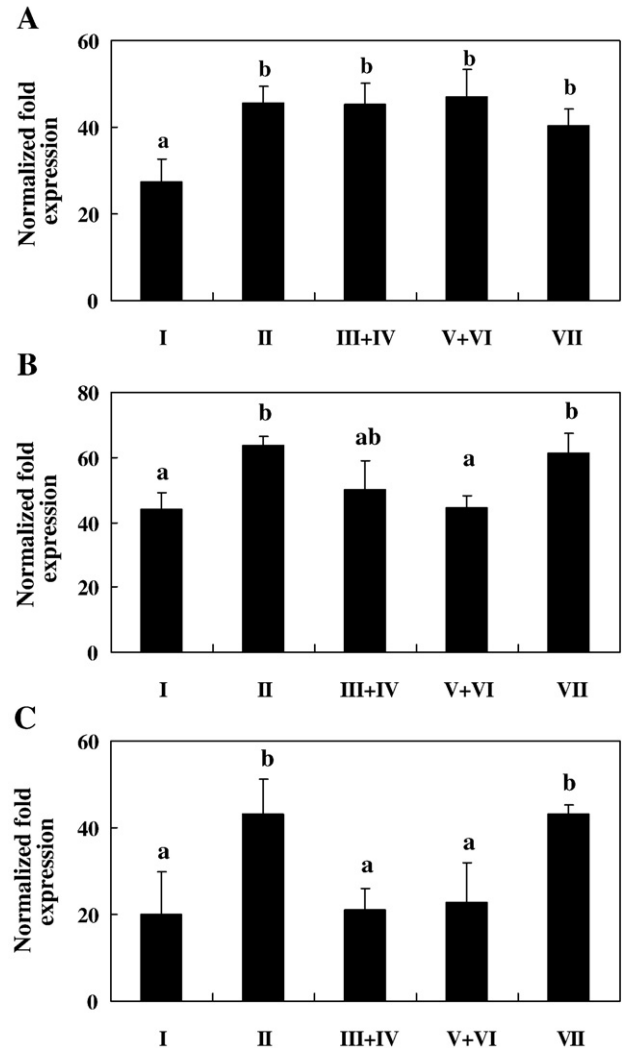 A
Normalized fold
expression
60
40
20
0
a
b
b
b
b
I II III+IV V+VI VII
B
Normalized fold
expression
80
60
40
20
0
a
b
ab
a
b
I II III+IV V+VI VII
C
Normalized fold
expression
60
40
20
0
a
b
a
a
b
I II III+IV V+VI VII